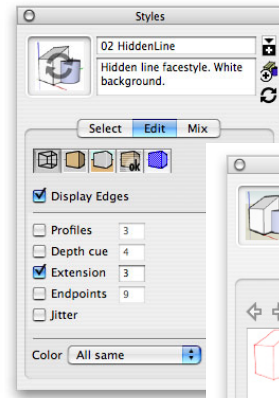 Styles
02 HiddenLine
Hidden line facestyle. White
background.
Select Edit Mix
ok
Display Edges
Profiles 3
Depth cue 4
Extension 3
Endpoints 9
Jitter
Color All same